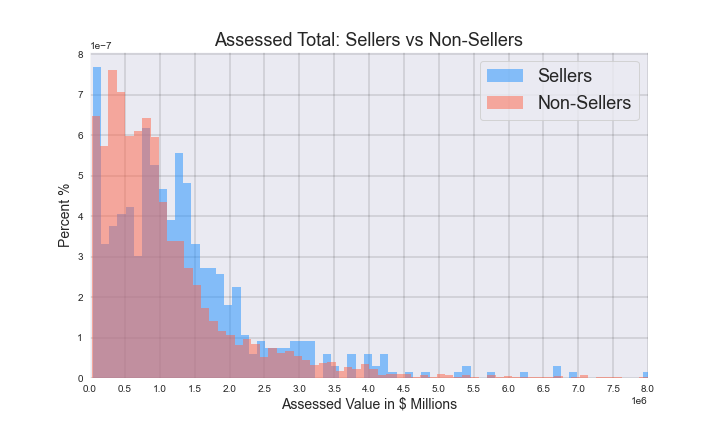 Assessed Total: Sellers vs Non-Sellers
1e−7
8
7
6
5
4
3
2
1
0
Percent %
Sellers
Non-Sellers
0.0 0.5 1.0 1.5 2.0 2.5 3.0 3.5 4.0 4.5 5.0 5.5 6.0 6.5 7.0 7.5 8.0
1e6
Assessed Value in $ Millions